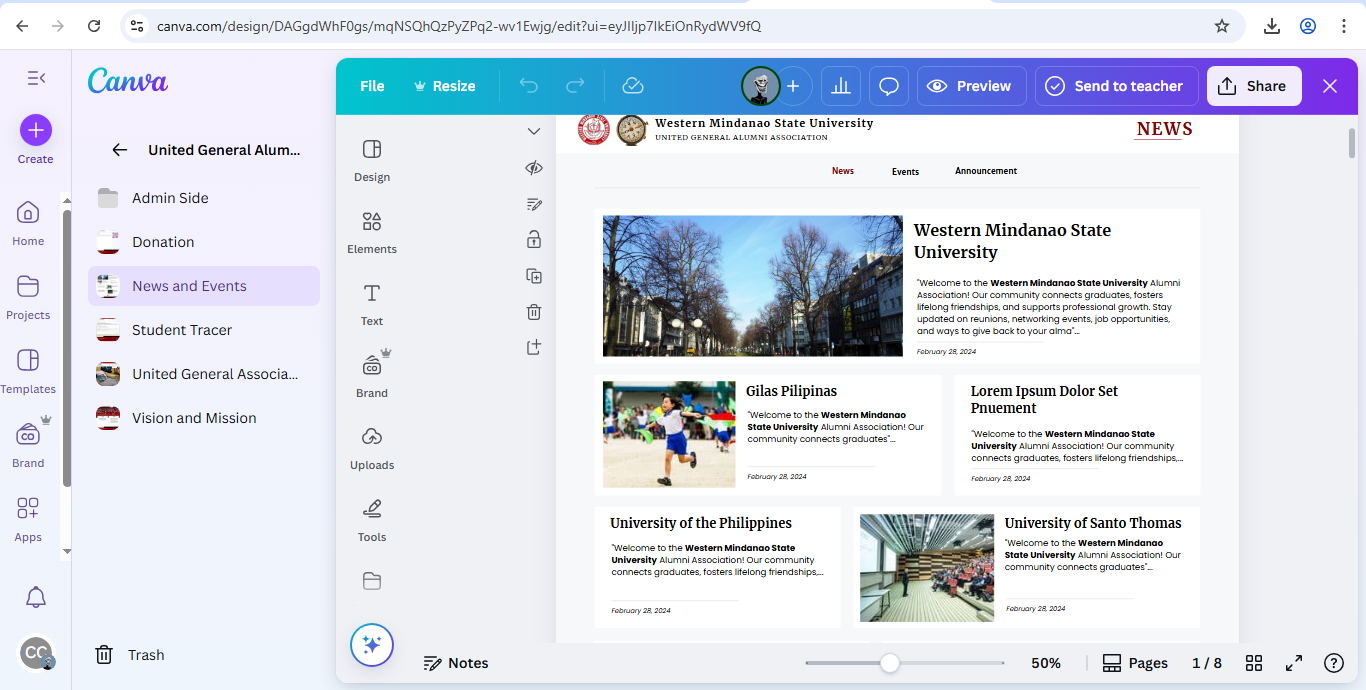 canva.com/design/DAGgdWhF0gs/mqNSQhQzPyZPq2-wv1Ewjg/edit?ui=eyJIIjp7IkEiOnRydWV9fQ
Canva
Create
Home
Projects
Templates
Brand
Apps
CC
United General Alum...
Admin Side
Donation
News and Events
Student Tracer
United General Associa...
Vision and Mission
Trash
File
Resize
Preview
Send to teacher
Share
Design
Elements
Text
Brand
Uploads
Tools
Western Mindanao State University
UNITED GENERAL ALUMNI ASSOCIATION
NEWS
News
Events
Announcement
Western Mindanao State
University
"Welcome to the Western Mindanao State University Alumni
Association! Our community connects graduates, fosters
lifelong friendships, and supports professional growth. Stay
updated on reunions, networking events, job opportunities,
and ways to give back to your alma"...
February 28, 2024
Gilas Pilipinas
"Welcome to the Western Mindanao
State University Alumni Association! Our
community connects graduates"...
February 28, 2024
Lorem Ipsum Dolor Set
Pnuement
"Welcome to the Western Mindanao State
University Alumni Association! Our community
connects graduates, fosters lifelong friendships,...
February 28, 2024
University of the Philippines
"Welcome to the Western Mindanao State
University Alumni Association! Our community
connects graduates, fosters lifelong friendships,...
February 28, 2024
University of Santo Thomas
"Welcome to the Western Mindanao
State University Alumni Association! Our
community connects graduates"...
February 28, 2024
Notes
50%
Pages
1 / 8